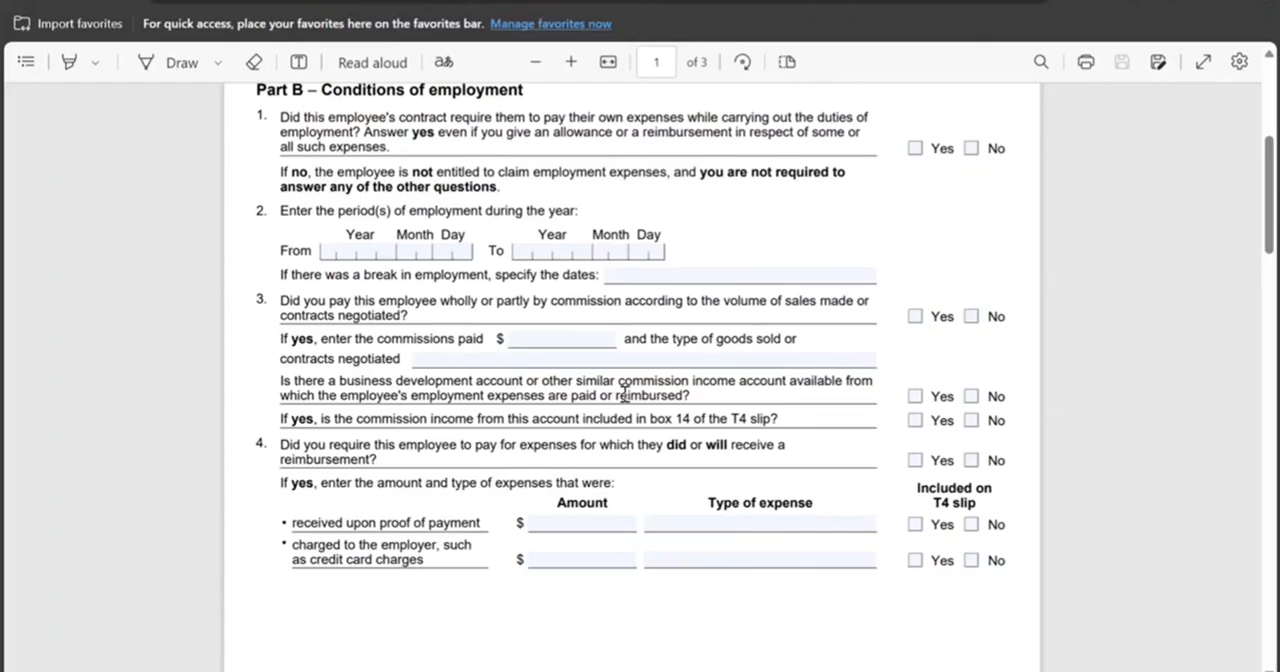 Import favorites For quick access, place your favorites here on the favorites bar. Manage favorites now
Draw Read aloud aあ 1 of 3
Part B – Conditions of employment
1. Did this employee's contract require them to pay their own expenses while carrying out the duties of
employment? Answer yes even if you give an allowance or a reimbursement in respect of some or
all such expenses. Yes No
If no, the employee is not entitled to claim employment expenses, and you are not required to
answer any of the other questions.
2. Enter the period(s) of employment during the year:
Year Month Day Year Month Day
From To
If there was a break in employment, specify the dates:
3. Did you pay this employee wholly or partly by commission according to the volume of sales made or
contracts negotiated? Yes No
If yes, enter the commissions paid $ and the type of goods sold or
contracts negotiated
Is there a business development account or other similar commission income account available from
which the employee's employment expenses are paid or reimbursed? Yes No
If yes, is the commission income from this account included in box 14 of the T4 slip? Yes No
4. Did you require this employee to pay for expenses for which they did or will receive a
reimbursement? Yes No
If yes, enter the amount and type of expenses that were: Included on
Amount Type of expense T4 slip
• received upon proof of payment $ Yes No
• charged to the employer, such
as credit card charges $ Yes No